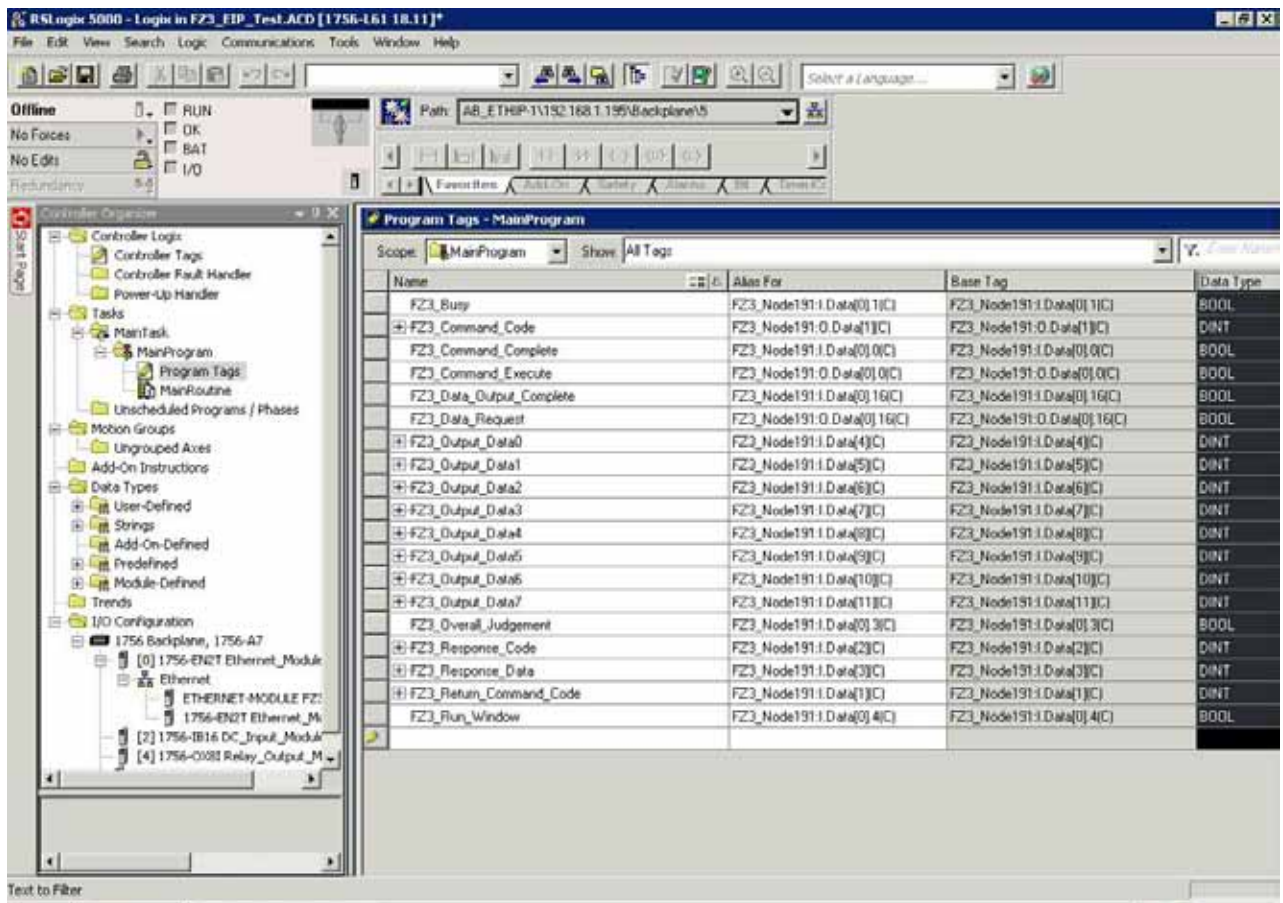 RSLogix 5000 - Logix in FZ3_EIP_Test.ACD [1756-L61 18.11]*
File Edit View Search Logic Communications Tools Window Help
Select a Language...
Offline
RUN
No Forces
OK
No Edits
BAT
Redundancy
I/O
Path: AB_ETHIP-1\192.168.1.195\Backplane\5
Favorites Add-On Safety Alarms Bit
Start Page
Controller Organizer
Controller Logix
Controller Tags
Controller Fault Handler
Power-Up Handler
Tasks
MainTask
MainProgram
Program Tags
MainRoutine
Unscheduled Programs / Phases
Motion Groups
Ungrouped Axes
Add-On Instructions
Data Types
User-Defined
Strings
Add-On-Defined
Predefined
Module-Defined
Trends
I/O Configuration
1756 Backplane, 1756-A7
[0] 1756-EN2T Ethernet_Module
Ethernet
ETHERNET-MODULE FZ3
1756-EN2T Ethernet_M
[2] 1756-IB16 DC_Input_Modul
[4] 1756-OX8I Relay_Output_M
Program Tags - MainProgram
Scope: MainProgram Show: All Tags
Name Alias For Base Tag Data Type
FZ3_Busy FZ3_Node191:I.Data[0].1(C) FZ3_Node191:I.Data[0].1(C) BOOL
FZ3_Command_Code FZ3_Node191:O.Data[1](C) FZ3_Node191:O.Data[1](C) DINT
FZ3_Command_Complete FZ3_Node191:I.Data[0].0(C) FZ3_Node191:I.Data[0].0(C) BOOL
FZ3_Command_Execute FZ3_Node191:O.Data[0].0(C) FZ3_Node191:O.Data[0].0(C) BOOL
FZ3_Data_Output_Complete FZ3_Node191:I.Data[0].16(C) FZ3_Node191:I.Data[0].16(C) BOOL
FZ3_Data_Request FZ3_Node191:O.Data[0].16(C) FZ3_Node191:O.Data[0].16(C) BOOL
FZ3_Output_Data0 FZ3_Node191:I.Data[4](C) FZ3_Node191:I.Data[4](C) DINT
FZ3_Output_Data1 FZ3_Node191:I.Data[5](C) FZ3_Node191:I.Data[5](C) DINT
FZ3_Output_Data2 FZ3_Node191:I.Data[6](C) FZ3_Node191:I.Data[6](C) DINT
FZ3_Output_Data3 FZ3_Node191:I.Data[7](C) FZ3_Node191:I.Data[7](C) DINT
FZ3_Output_Data4 FZ3_Node191:I.Data[8](C) FZ3_Node191:I.Data[8](C) DINT
FZ3_Output_Data5 FZ3_Node191:I.Data[9](C) FZ3_Node191:I.Data[9](C) DINT
FZ3_Output_Data6 FZ3_Node191:I.Data[10](C) FZ3_Node191:I.Data[10](C) DINT
FZ3_Output_Data7 FZ3_Node191:I.Data[11](C) FZ3_Node191:I.Data[11](C) DINT
FZ3_Overall_Judgement FZ3_Node191:I.Data[0].3(C) FZ3_Node191:I.Data[0].3(C) BOOL
FZ3_Response_Code FZ3_Node191:I.Data[2](C) FZ3_Node191:I.Data[2](C) DINT
FZ3_Response_Data FZ3_Node191:I.Data[3](C) FZ3_Node191:I.Data[3](C) DINT
FZ3_Return_Command_Code FZ3_Node191:I.Data[1](C) FZ3_Node191:I.Data[1](C) DINT
FZ3_Run_Window FZ3_Node191:I.Data[0].4(C) FZ3_Node191:I.Data[0].4(C) BOOL
Text to Filter